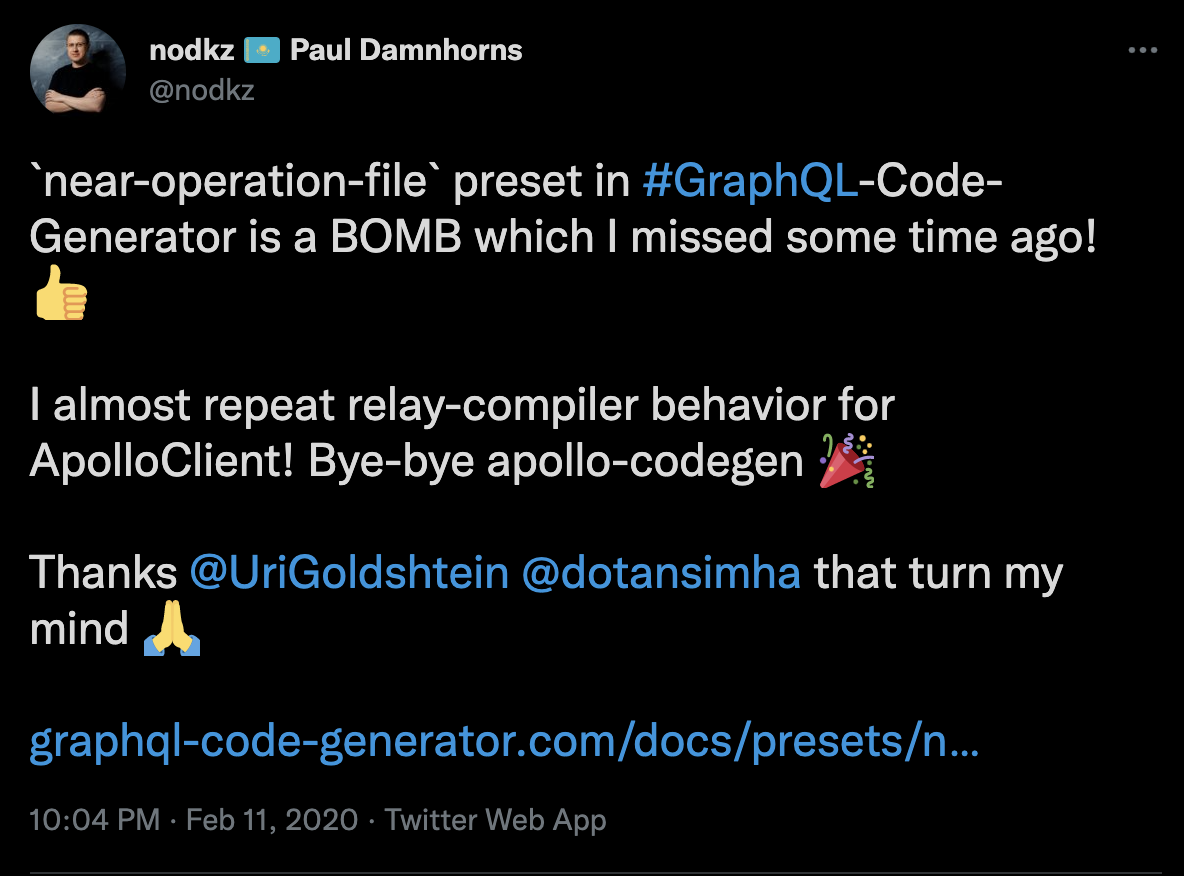 nodkz 🇰🇿 Paul Damnhorns
@nodkz
`near-operation-file` preset in #GraphQL-Code-
Generator is a BOMB which I missed some time ago!
👍
I almost repeat relay-compiler behavior for
ApolloClient! Bye-bye apollo-codegen 🎉
Thanks @UriGoldshtein @dotansimha that turn my
mind 🙏
graphql-code-generator.com/docs/presets/n…
10:04 PM · Feb 11, 2020 · Twitter Web App